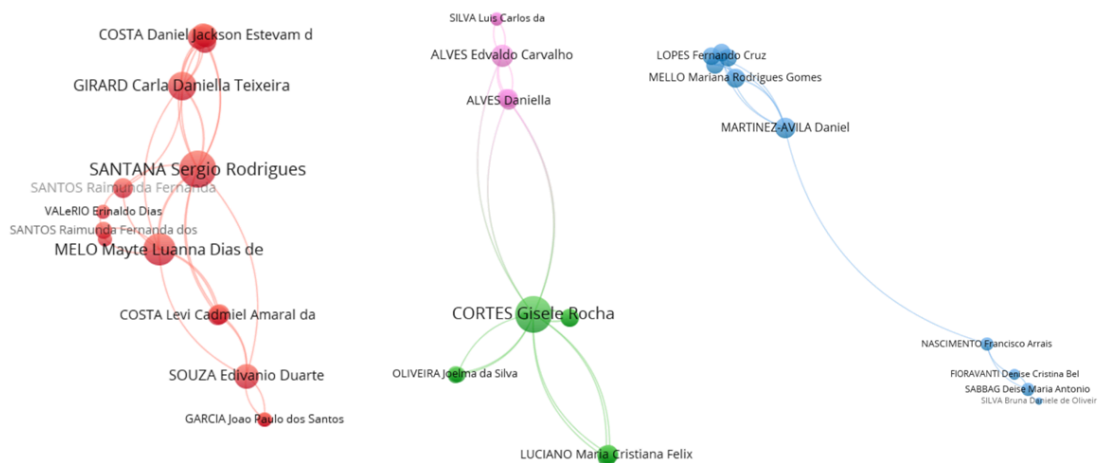 COSTA Daniel Jackson Estevam d
GIRARD Carla Daniella Teixeira
SANTANA Sergio Rodrigues
SANTOS Raimunda Fernanda
VALeRIO Erinaldo Dias
SANTOS Raimunda Fernanda dos
MELO Mayte Luanna Dias de
COSTA Levi Cadmiel Amaral da
SOUZA Edivanio Duarte
GARCIA Joao Paulo dos Santos
SILVA Luis Carlos da
ALVES Edvaldo Carvalho
ALVES Daniella
CORTES Gisele Rocha
OLIVEIRA Joelma da Silva
LUCIANO Maria Cristiana Felix
LOPES Fernando Cruz
MELLO Mariana Rodrigues Gomes
MARTINEZ-AVILA Daniel
NASCIMENTO Francisco Arrais
FIORAVANTI Denise Cristina Bel
SABBAG Deise Maria Antonio
SILVA Bruna Daniele de Oliveir